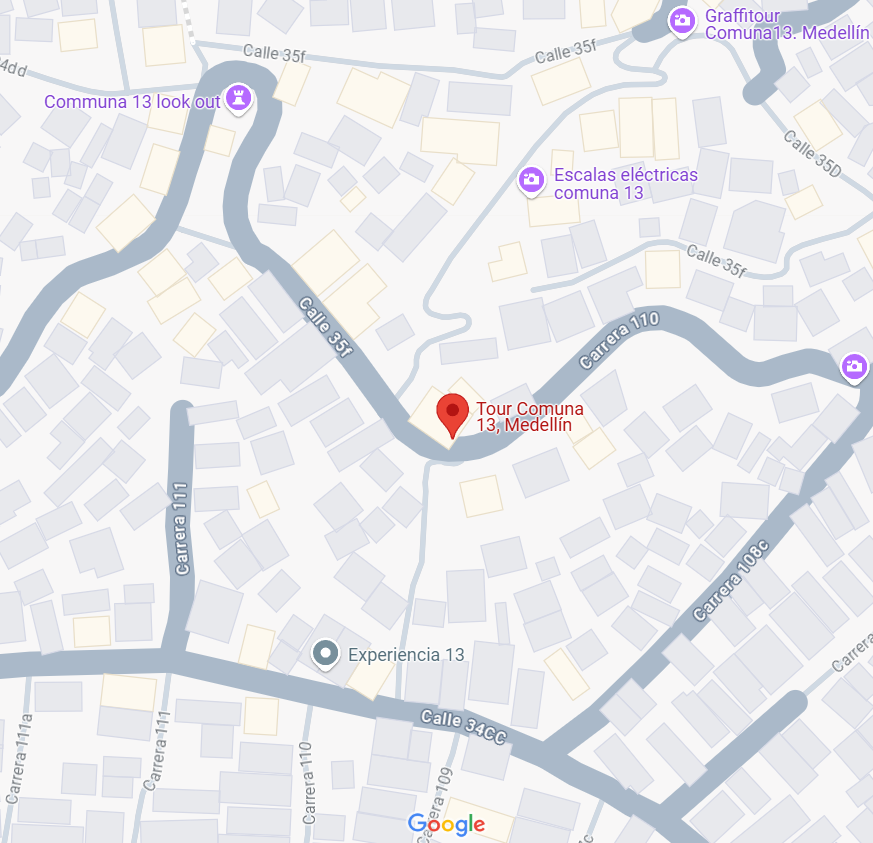 Graffitour
Comuna13. Medellín
Calle 35f
Calle 35f
4dd
Communa 13 look out
Calle 35D
Escalas eléctricas
comuna 13
Calle 35f
Calle 35f
Carrera 110
Tour Comuna
13, Medellín
Carrera 111
Carrera 108c
Experiencia 13
Carrera
Calle 34CC
Carrera 111a
Carrera 111
Carrera 110
Carrera 109
Google